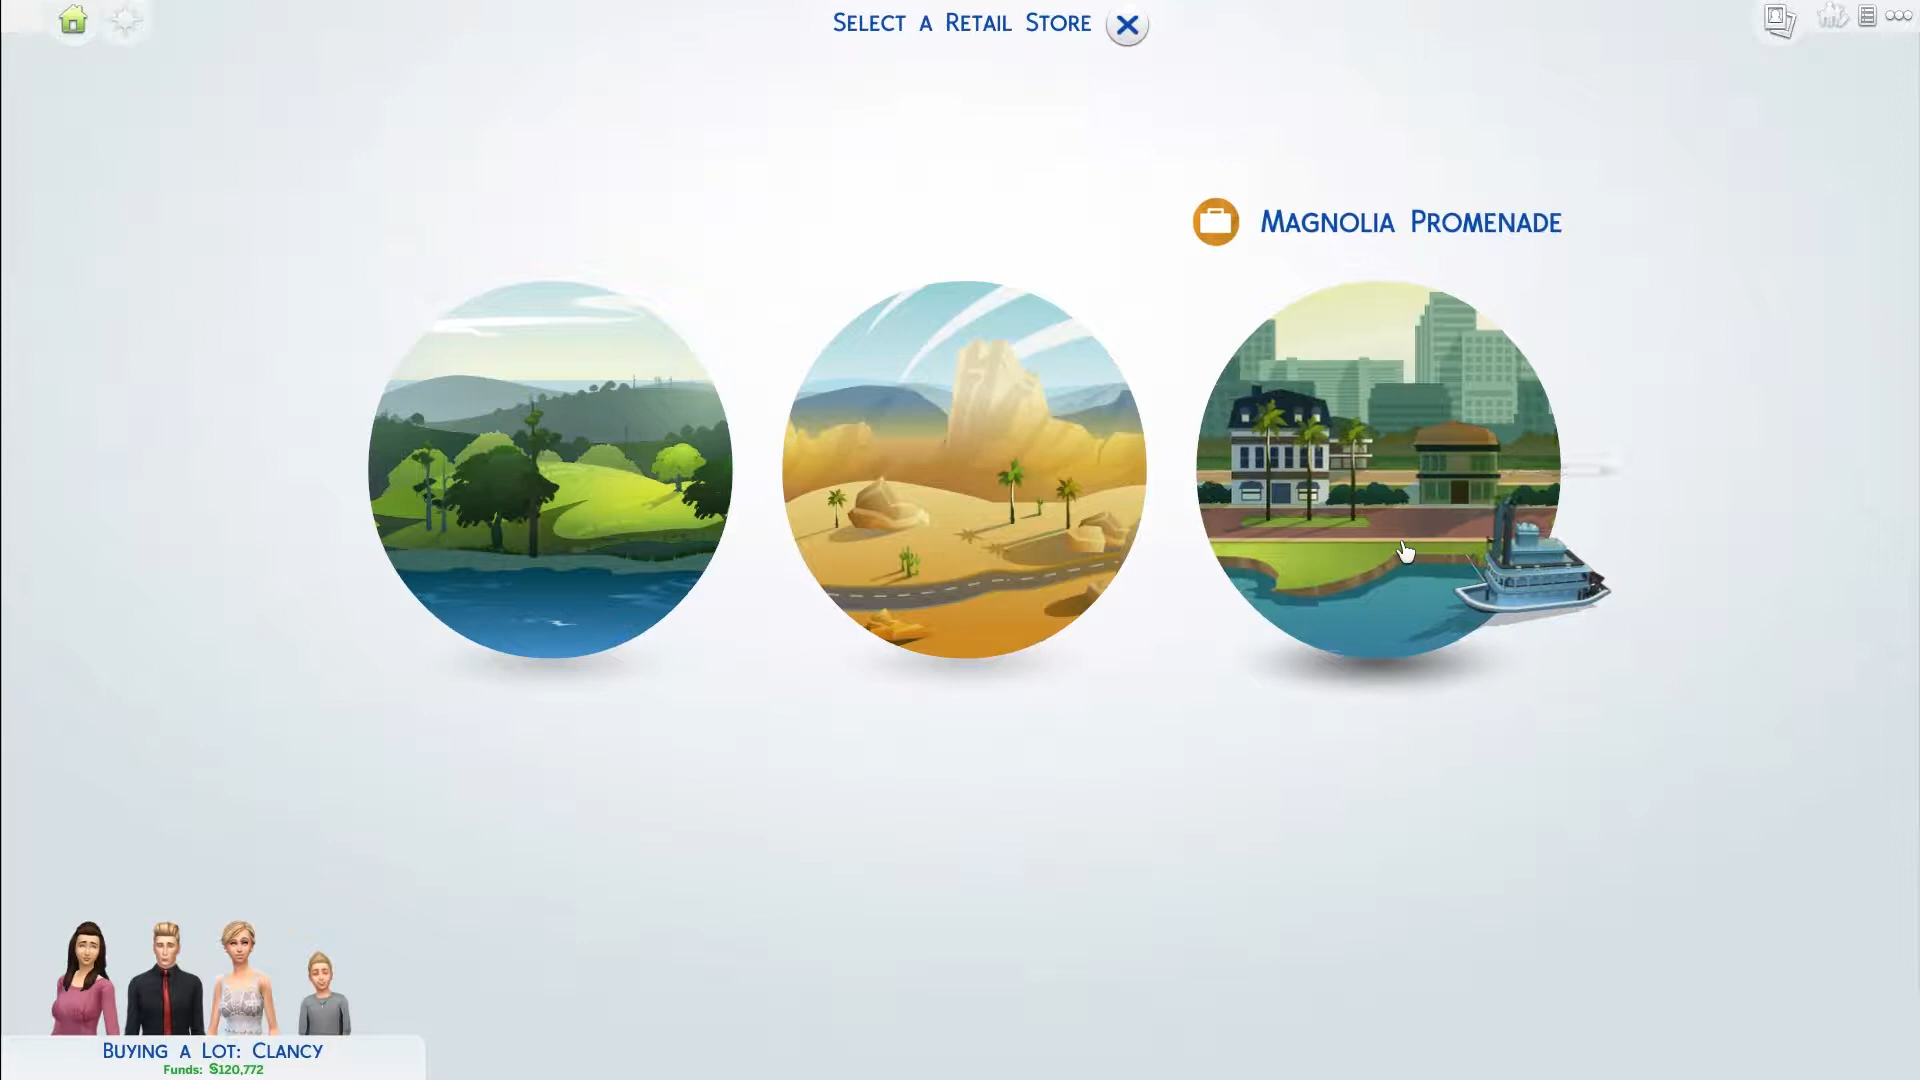 Select a Retail Store
Magnolia Promenade
Buying a Lot: Clancy
Funds: §120,772